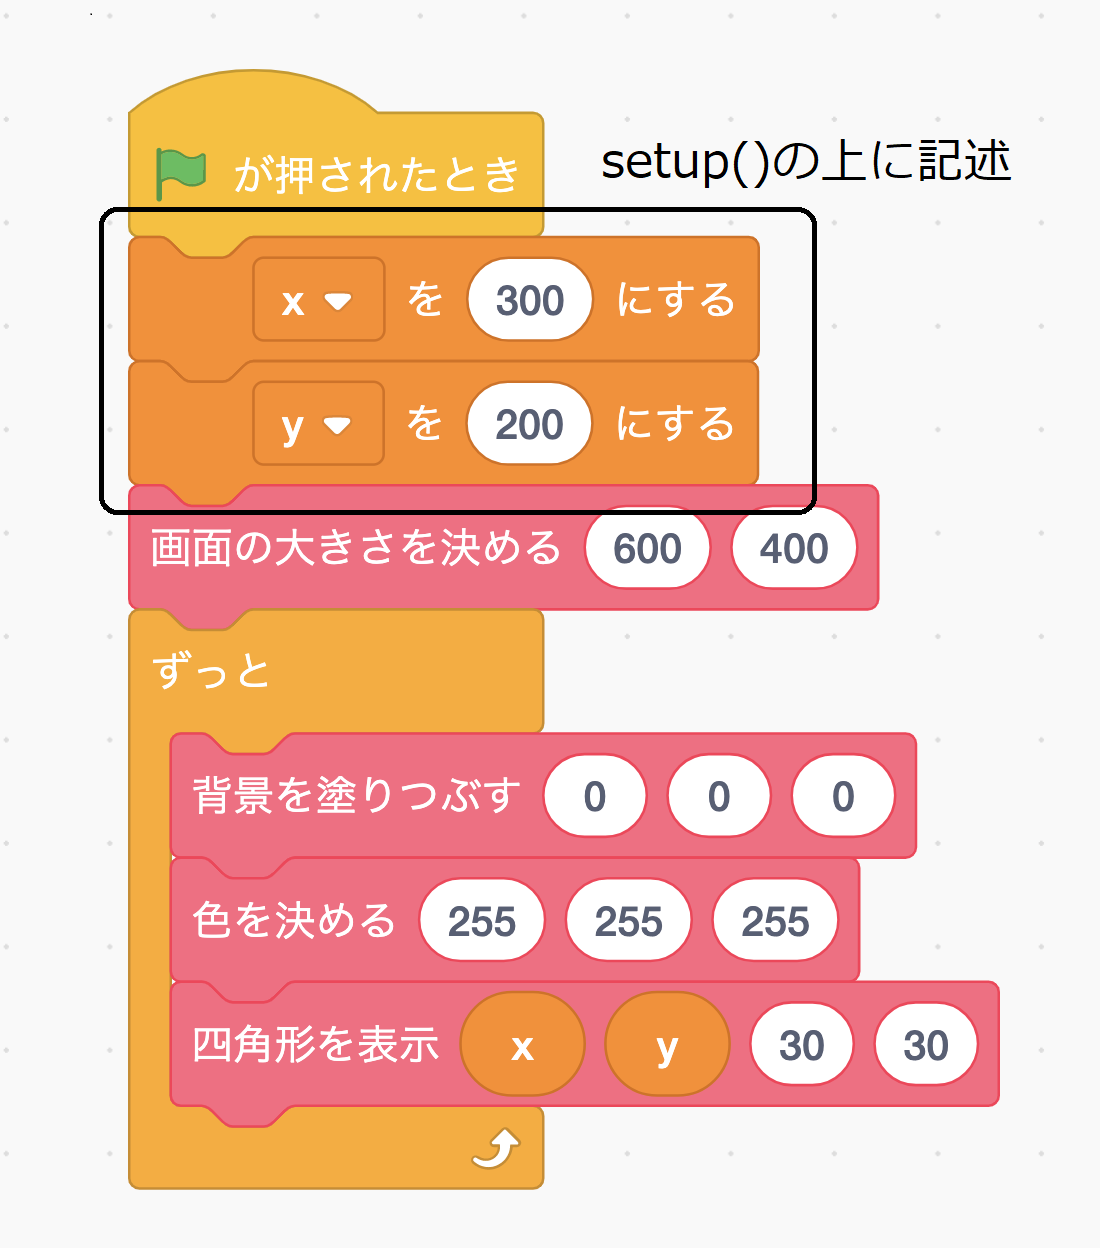 が押されたとき
setup()の上に記述
x を 300 にする
y を 200 にする
画面の大きさを決める 600 400
ずっと
背景を塗りつぶす 0 0 0
色を決める 255 255 255
四角形を表示 x y 30 30